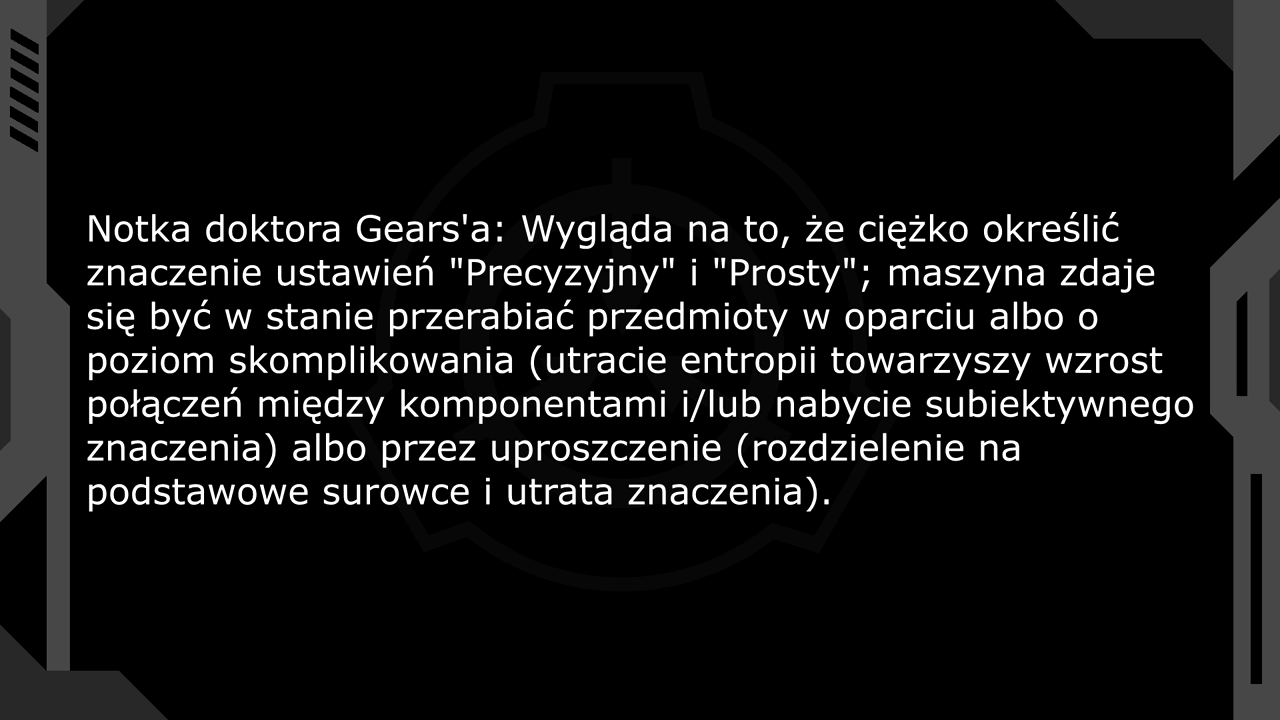 Notka doktora Gears'a: Wygląda na to, że ciężko określić
znaczenie ustawień "Precyzyjny" i "Prosty"; maszyna zdaje
się być w stanie przerabiać przedmioty w oparciu albo o
poziom skomplikowania (utracie entropii towarzyszy wzrost
połączeń między komponentami i/lub nabycie subiektywnego
znaczenia) albo przez uproszczenie (rozdzielenie na
podstawowe surowce i utrata znaczenia).